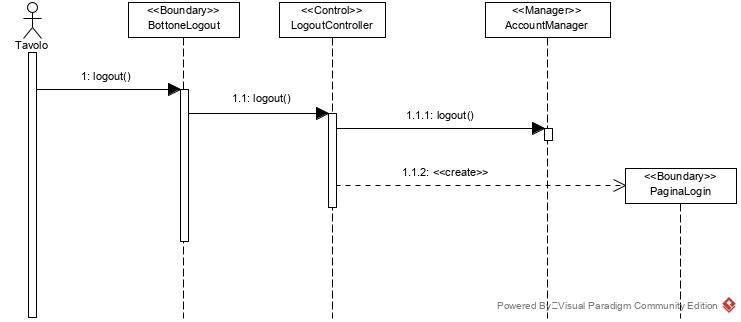 <<Boundary>>
BottoneLogout
<<Control>>
LogoutController
<<Manager>>
AccountManager
Tavolo
1: logout()
1.1: logout()
1.1.1: logout()
1.1.2: <<create>>
<<Boundary>>
PaginaLogin
Powered By Visual Paradigm Community Edition